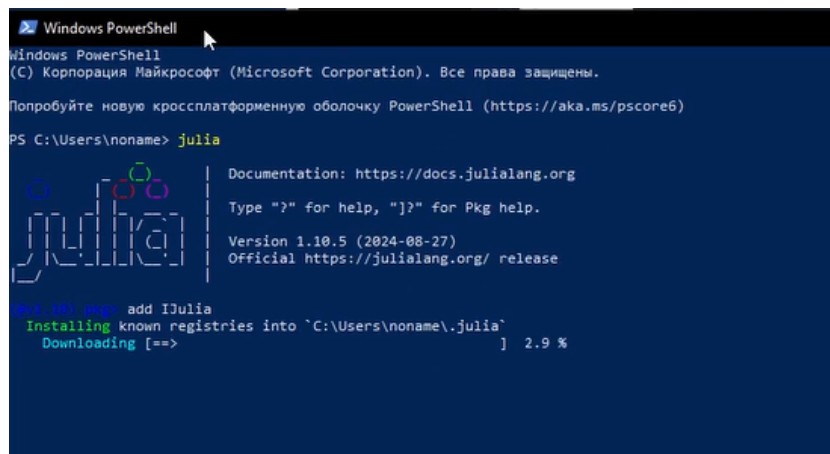 Windows PowerShell
Windows PowerShell
(C) Корпорация Майкрософт (Microsoft Corporation). Все права защищены.
Попробуйте новую кроссплатформенную оболочку PowerShell (https://aka.ms/pscore6)
PS C:\Users\noname> julia
Documentation: https://docs.julialang.org
Type "?" for help, "]?" for Pkg help.
Version 1.10.5 (2024-08-27)
Official https://julialang.org/ release
(@v1.10) pkg> add IJulia
Installing known registries into `C:\Users\noname\.julia`
Downloading [==> ] 2.9 %